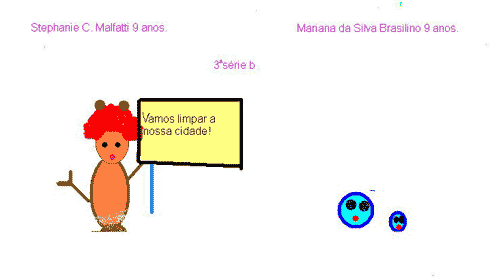 Stephanie C. Malfatti 9 anos.
Mariana da Silva Brasilino 9 anos.
3ªsérie b
Vamos limpar a
nossa cidade!